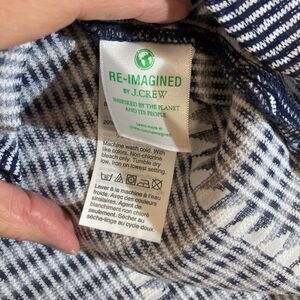 RE-IMAGINED
BY J.CREW
INSPIRED BY THE PLANET
AND ITS PEOPLE.
Machine wash cold. With
like colors. Non-chlorine
bleach only. Tumble dry
low. Iron on lowest setting.
Laver à la machine à l'eau
froide. Avec des couleurs
similaires. Agent de
blanchiment non chloré
seulement. Sécher au
sèche-linge au cycle doux.